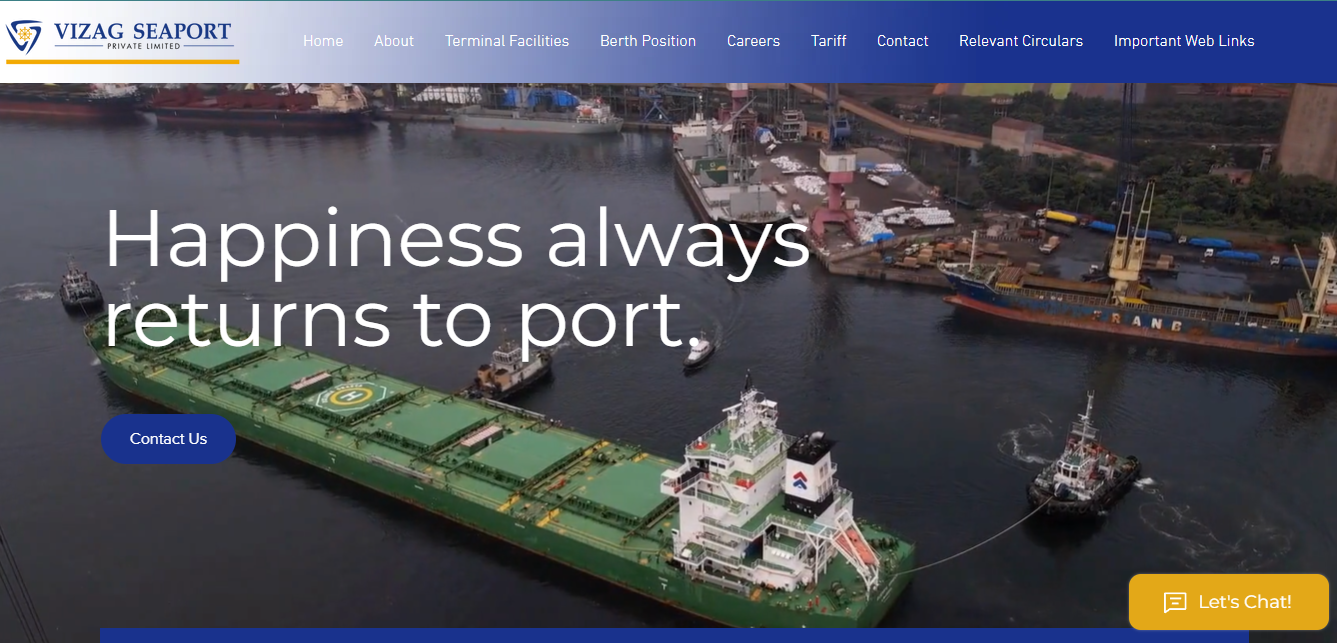 VIZAG SEAPORT
PRIVATE LIMITED
Home
About
Terminal Facilities
Berth Position
Careers
Tariff
Contact
Relevant Circulars
Important Web Links
Happiness always
returns to port.
H
Contact Us
Let's Chat!